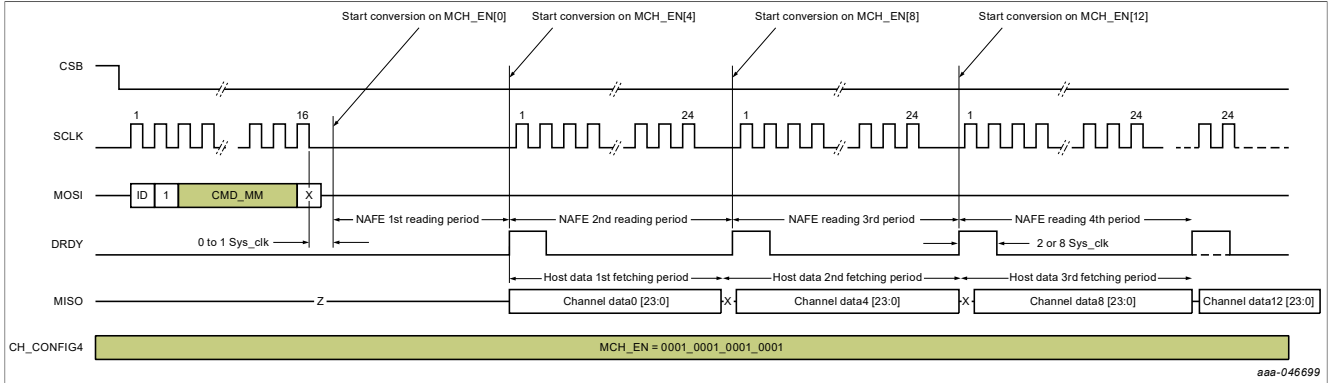 Start conversion on MCH_EN[0] Start conversion on MCH_EN[4] Start conversion on MCH_EN[8] Start conversion on MCH_EN[12]
CSB
1 16 1 24 1 24 1 24 24
SCLK
MOSI ID 1 CMD_MM X
NAFE 1st reading period NAFE 2nd reading period NAFE reading 3rd period NAFE reading 4th period
DRDY 0 to 1 Sys_clk 2 or 8 Sys_clk
Host data 1st fetching period Host data 2nd fetching period Host data 3rd fetching period
MISO Z Channel data0 [23:0] X Channel data4 [23:0] X Channel data8 [23:0] Channel data12 [23:0]
CH_CONFIG4 MCH_EN = 0001_0001_0001_0001
aaa-046699